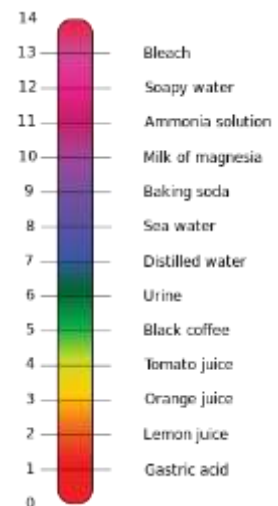 14
13 Bleach
12 Soapy water
11 Ammonia solution
10 Milk of magnesia
9 Baking soda
8 Sea water
7 Distilled water
6 Urine
5 Black coffee
4 Tomato juice
3 Orange juice
2 Lemon juice
1 Gastric acid
0